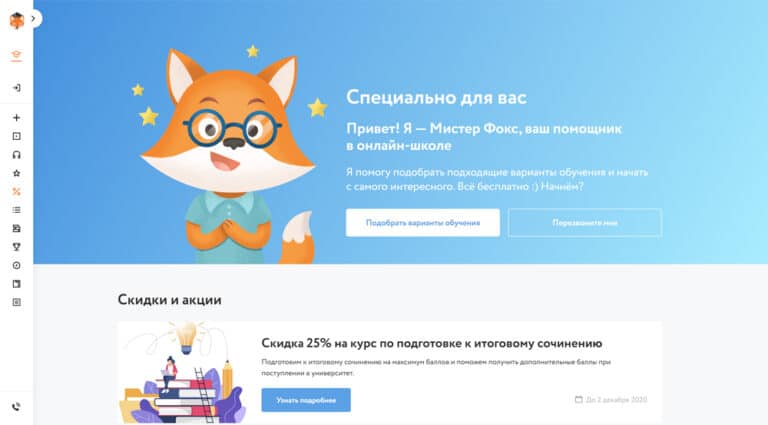 Специально для вас
Привет! Я — Мистер Фокс, ваш помощник
в онлайн-школе
Я помогу подобрать подходящие варианты обучения и начать
с самого интересного. Всё бесплатно :) Начнём?
Подобрать варианты обучения
Перезвоните мне
Скидки и акции
Скидка 25% на курс по подготовке к итоговому сочинению
Подготовим к итоговому сочинению на максимум баллов и поможем получить дополнительные баллы при
поступлении в университет.
Узнать подробнее
До 2 декабря 2020